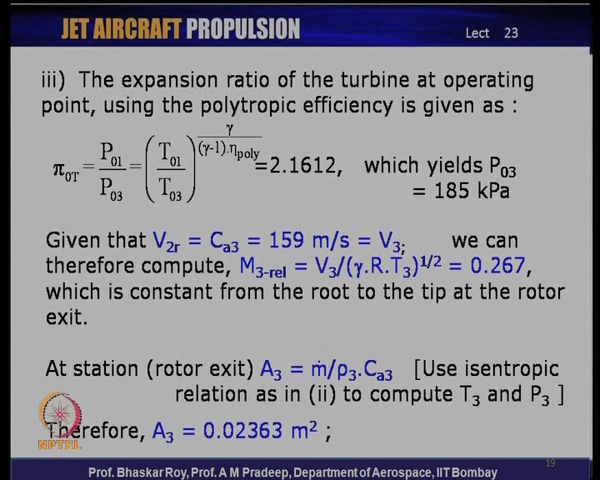 JET AIRCRAFT PROPULSION Lect 23
iii) The expansion ratio of the turbine at operating
point, using the polytropic efficiency is given as :
π₀T = P₀₁/P₀₃ = (T₀₁/T₀₃)^(γ/((γ-1).ηpoly)) =2.1612, which yields P₀₃
= 185 kPa
Given that V₂r = Cₐ₃ = 159 m/s = V₃; we can
therefore compute, M₃₋rel = V₃/(γ.R.T₃)^1/2 = 0.267,
which is constant from the root to the tip at the rotor
exit.
At station (rotor exit) A₃ = ṁ/ρ₃.Cₐ₃ [Use isentropic
relation as in (ii) to compute T₃ and P₃ ]
Therefore, A₃ = 0.02363 m² ;
NPTEL
19
Prof. Bhaskar Roy, Prof. A M Pradeep, Department of Aerospace, IIT Bombay